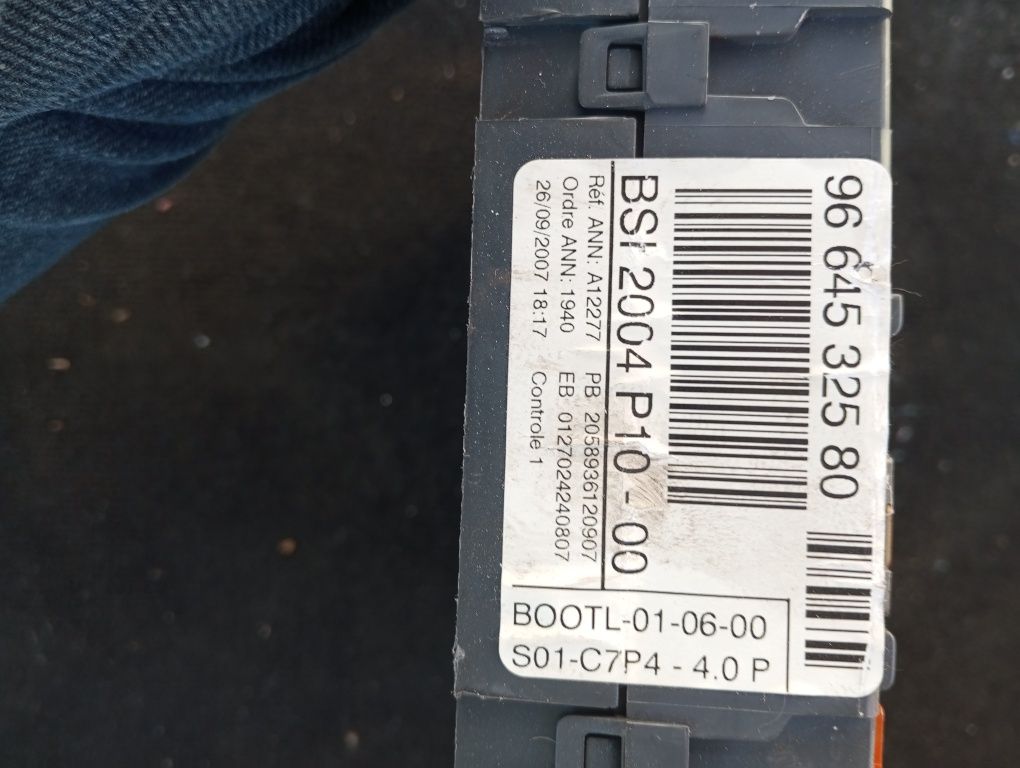 96 645 325 80
BSI 2004 P10 - 00
Réf. ANN: A12277 PB 2058936120907
Ordre ANN: 1940 EB 0127024240807
26/09/2007 18:17 Controle 1
BOOTL-01-06-00
S01-C7P4 - 4.0 P